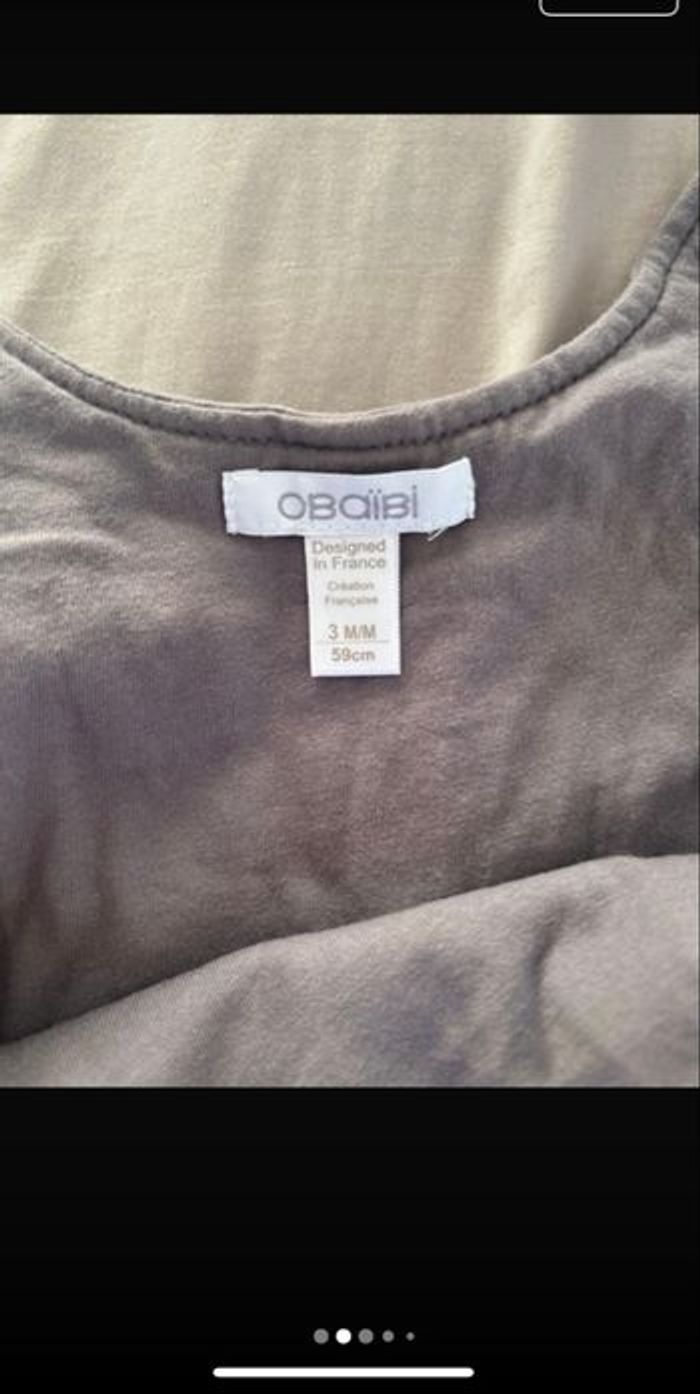 OBaïBi
Designed
in France
Création
Française
3 M/M
59cm